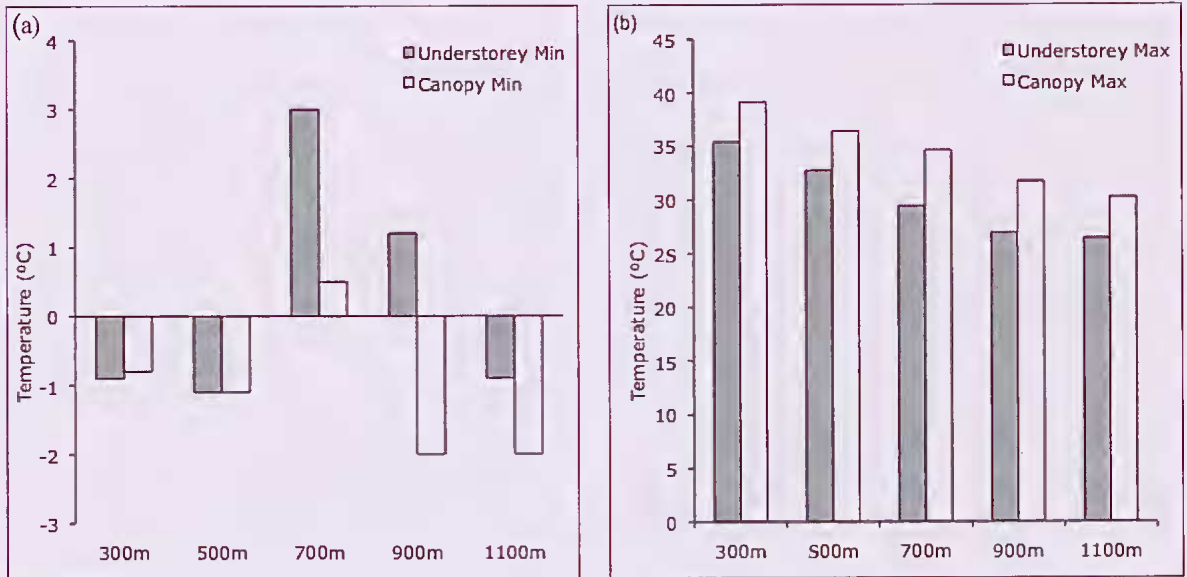 (a)
4
3
2
1
0
-1
-2
-3
Temperature (ºC)
Understorey Min
Canopy Min
300m
500m
700m
900m
1100m
(b)
45
40
35
30
25
20
15
10
5
0
Temperature (ºC)
Understorey Max
Canopy Max
300m
500m
700m
900m
1100m